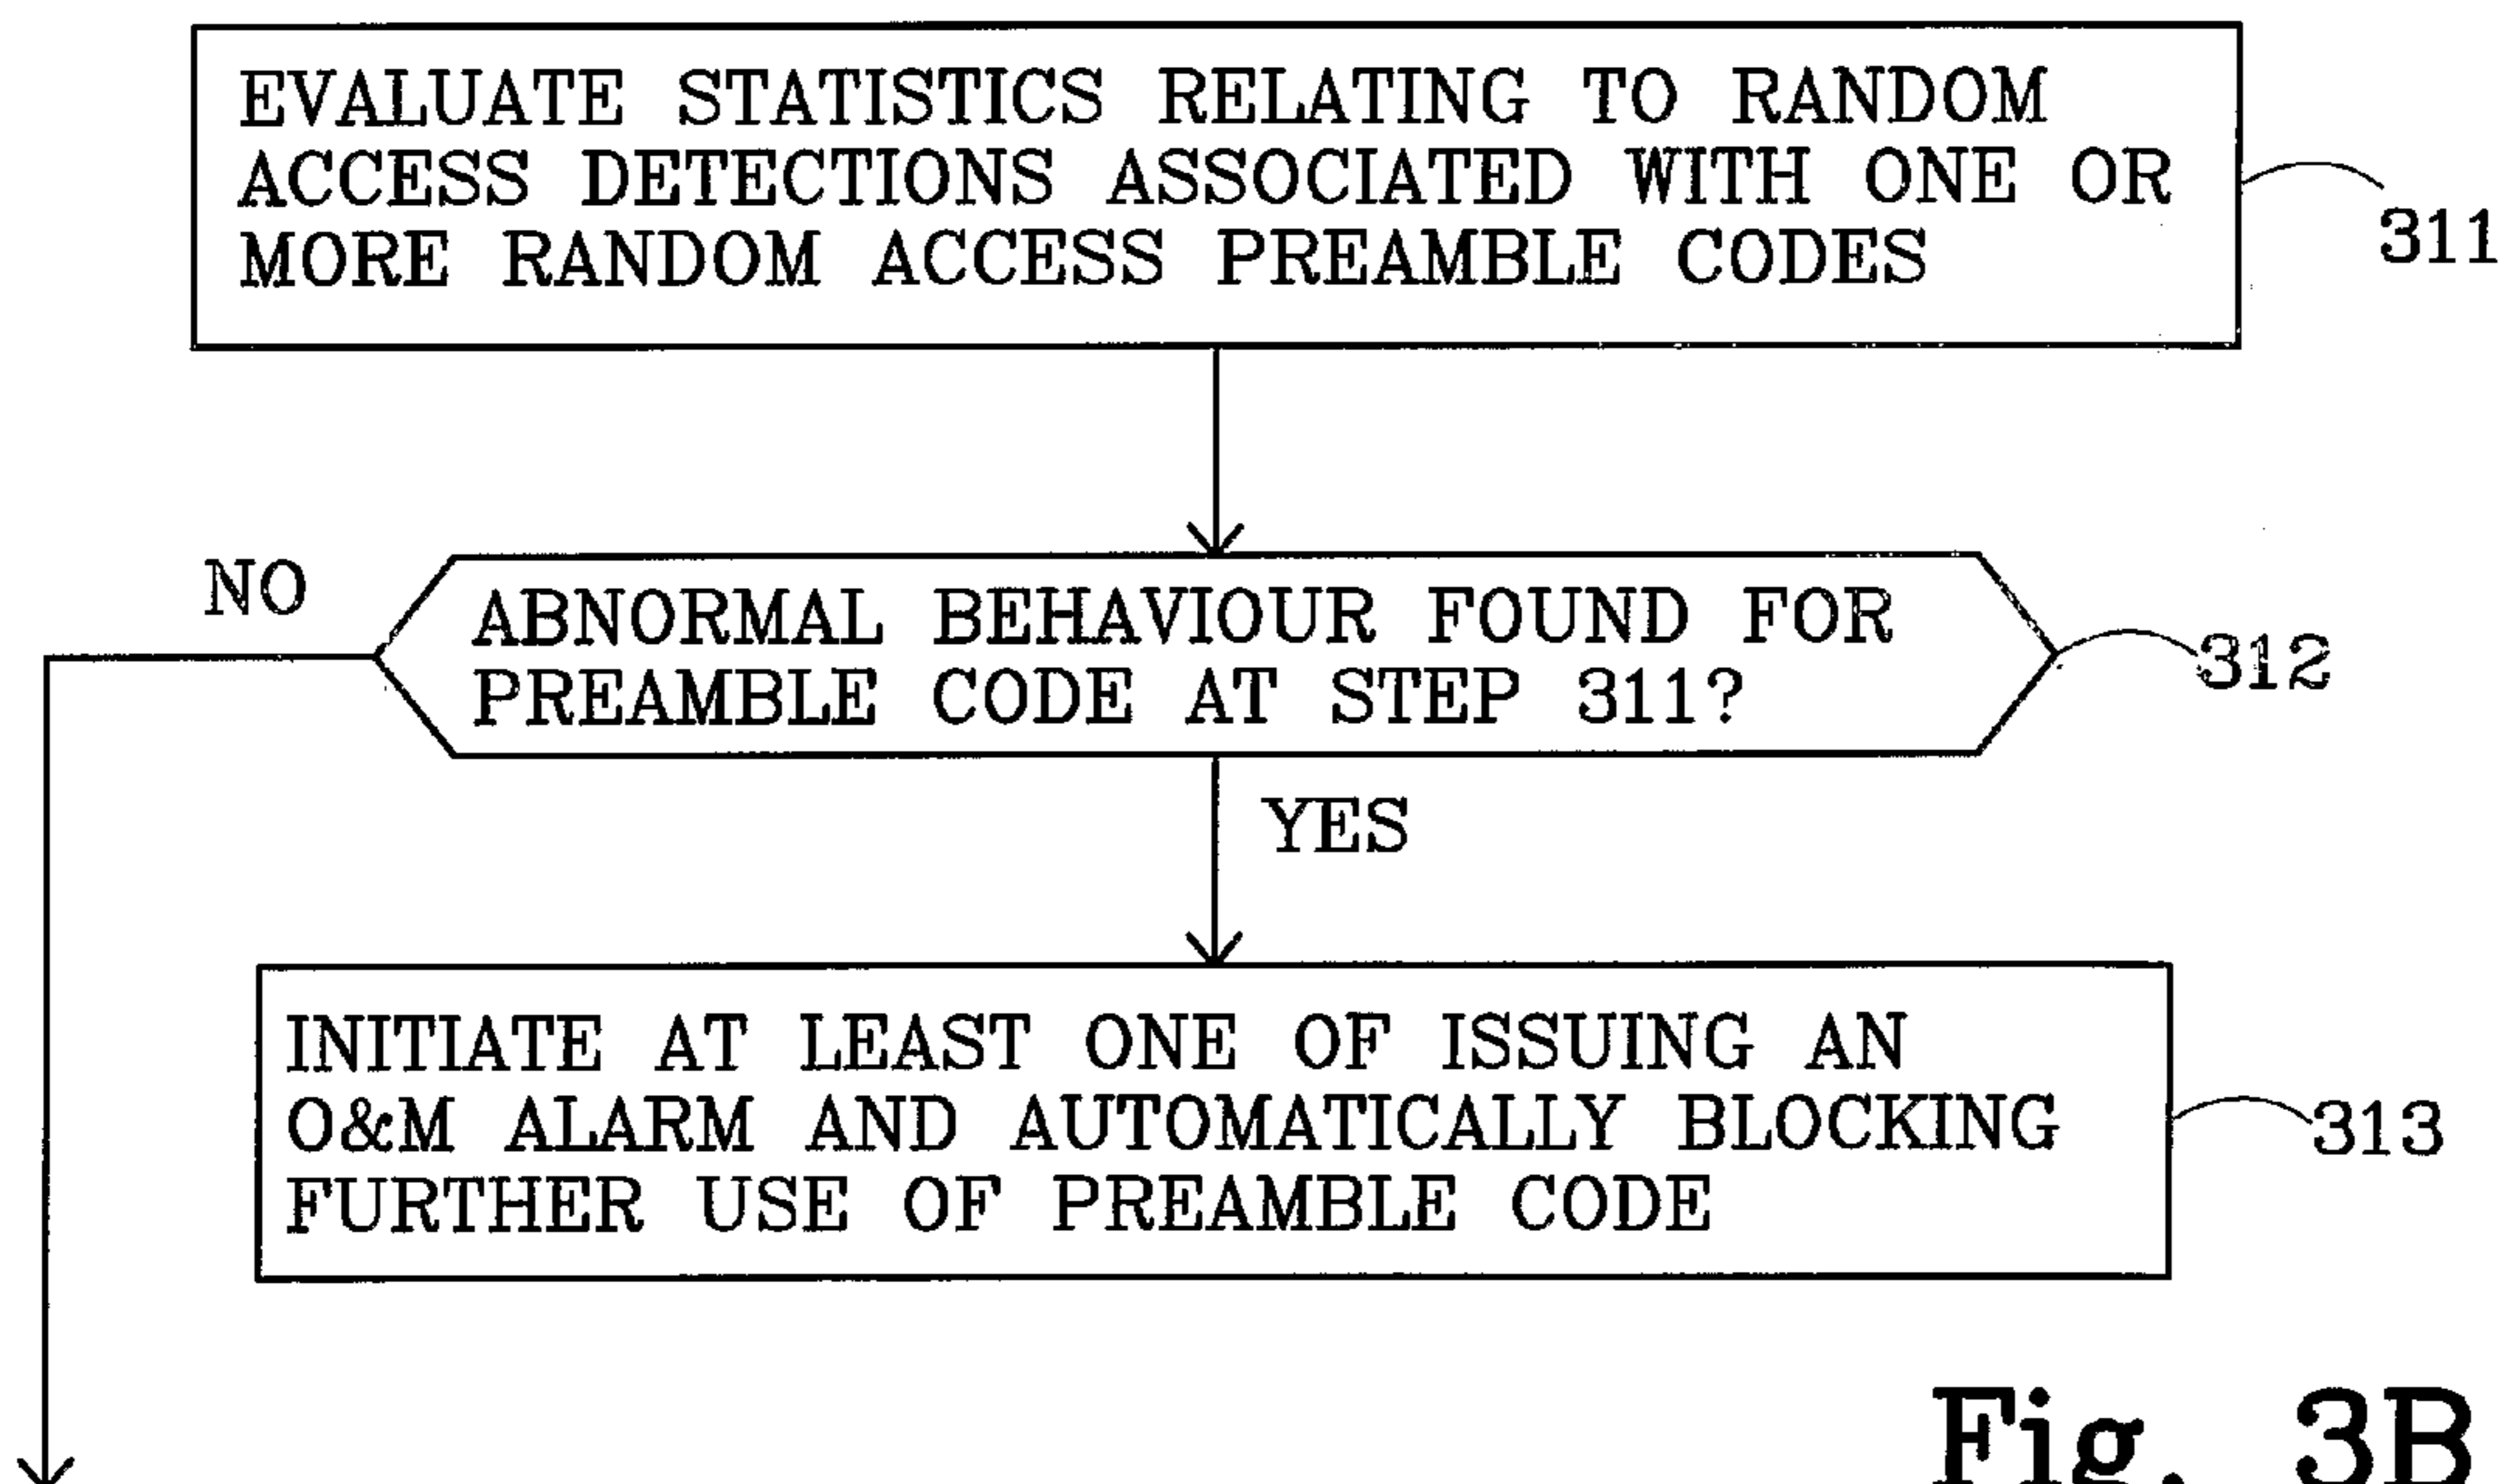 EVALUATE STATISTICS RELATING TO RANDOM
ACCESS DETECTIONS ASSOCIATED WITH ONE OR
MORE RANDOM ACCESS PREAMBLE CODES
311
NO
ABNORMAL BEHAVIOUR FOUND FOR
PREAMBLE CODE AT STEP 311?
312
YES
INITIATE AT LEAST ONE OF ISSUING AN
O&M ALARM AND AUTOMATICALLY BLOCKING
FURTHER USE OF PREAMBLE CODE
313
Fig. 3B